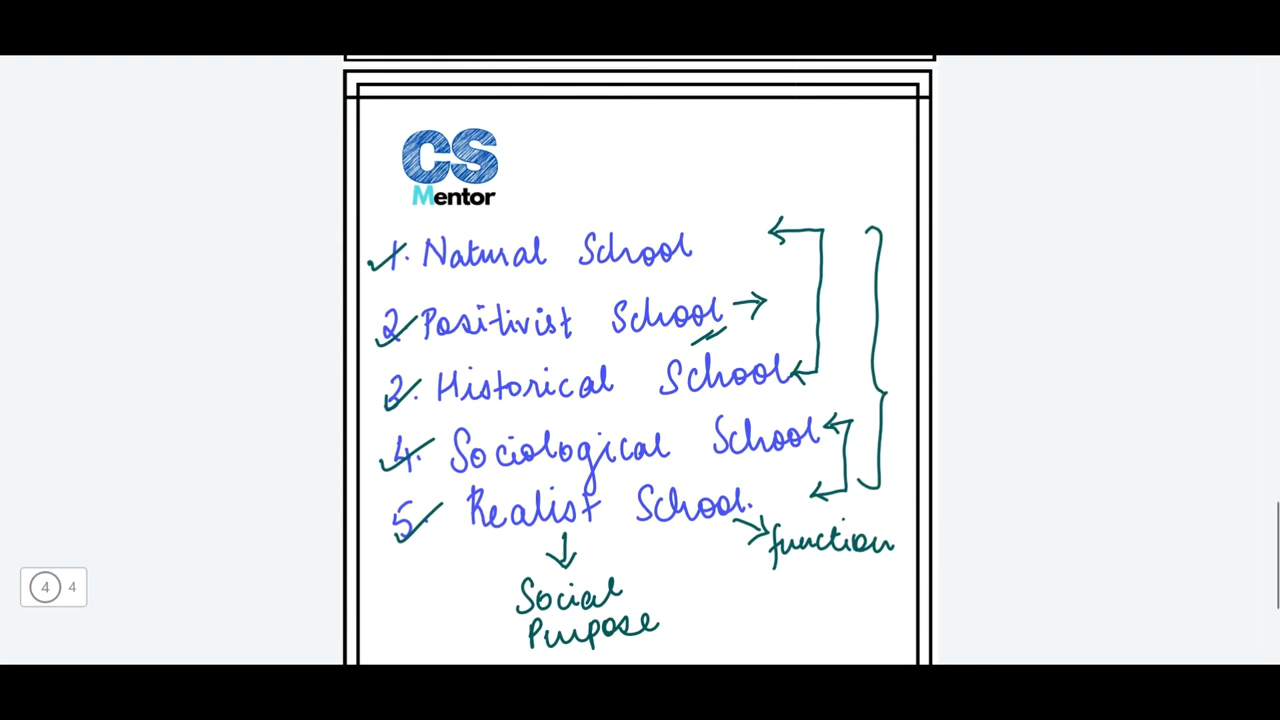 CS
Mentor
1. Natural School
2. Positivist School
3. Historical School
4. Sociological School
5. Realist School.
function
Social
Purpose
4 4